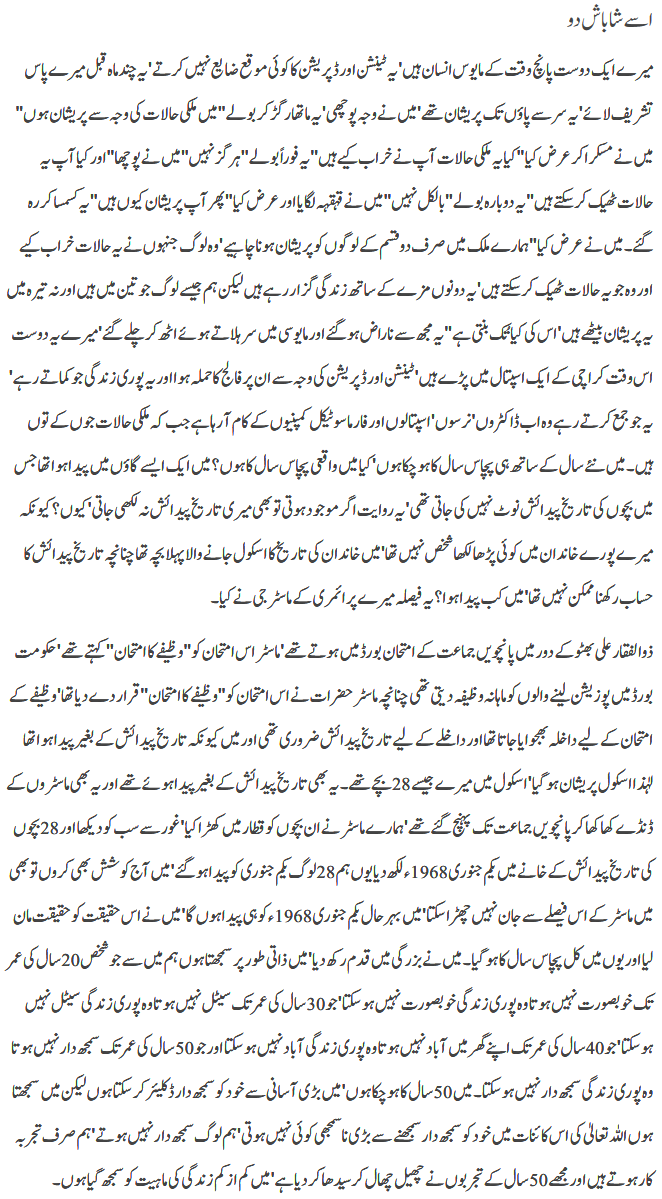 اسے شاباش دو
میرے ایک دوست پانچ وقت کے مایوس انسان ہیں' یہ ٹینشن اور ڈپریشن کا کوئی موقع ضایع نہیں کرتے' یہ چند ماہ قبل میرے پاس
تشریف لائے' یہ سر سے پاؤں تک پریشان تھے' میں نے وجہ پوچھی' یہ ماتھا رگڑ کر بولے "میں ملکی حالات کی وجہ سے پریشان ہوں"
میں نے مسکرا کر عرض کیا "کیا یہ ملکی حالات آپ نے خراب کیے ہیں" یہ فوراً بولے "ہرگز نہیں" میں نے پوچھا "اور کیا آپ یہ
حالات ٹھیک کر سکتے ہیں" یہ دوبارہ بولے "بالکل نہیں" میں نے قہقہہ لگایا اور عرض کیا "پھر آپ پریشان کیوں ہیں" یہ کسمسا کر رہ
گئے۔ میں نے عرض کیا "ہمارے ملک میں صرف دو قسم کے لوگوں کو پریشان ہونا چاہیے' وہ لوگ جنہوں نے یہ حالات خراب کیے
اور وہ جو یہ حالات ٹھیک کر سکتے ہیں' یہ دونوں مزے کے ساتھ زندگی گزار رہے ہیں لیکن ہم جیسے لوگ جو تین میں ہیں اور نہ تیرہ میں
یہ پریشان بیٹھے ہیں' اس کی کیا تُک بنتی ہے" یہ مجھ سے ناراض ہو گئے اور مایوسی میں سر ہلاتے ہوئے اٹھ کر چلے گئے' میرے یہ دوست
اس وقت کراچی کے ایک اسپتال میں پڑے ہیں' ٹینشن اور ڈپریشن کی وجہ سے ان پر فالج کا حملہ ہوا اور یہ پوری زندگی جو کماتے رہے'
یہ جو جمع کرتے رہے وہ اب ڈاکٹروں' نرسوں' اسپتالوں اور فارماسوٹیکل کمپنیوں کے کام آ رہا ہے جب کہ ملکی حالات جوں کے توں
ہیں۔ میں نئے سال کے ساتھ ہی پچاس سال کا ہو چکا ہوں' کیا میں واقعی پچاس سال کا ہوں؟ میں ایک ایسے گاؤں میں پیدا ہوا تھا جس
میں بچوں کی تاریخ پیدائش نوٹ نہیں کی جاتی تھی' یہ روایت اگر موجود ہوتی تو بھی میری تاریخ پیدائش نہ لکھی جاتی' کیوں؟ کیونکہ
میرے پورے خاندان میں کوئی پڑھا لکھا شخص نہیں تھا' میں خاندان کی تاریخ کا اسکول جانے والا پہلا بچہ تھا چنانچہ تاریخ پیدائش کا
حساب رکھنا ممکن نہیں تھا' میں کب پیدا ہوا؟ یہ فیصلہ میرے پرائمری کے ماسٹر جی نے کیا۔
ذوالفقار علی بھٹو کے دور میں پانچویں جماعت کے امتحان بورڈ میں ہوتے تھے' ماسٹر اس امتحان کو "وظیفے کا امتحان" کہتے تھے' حکومت
بورڈ میں پوزیشن لینے والوں کو ماہانہ وظیفہ دیتی تھی چنانچہ ماسٹر حضرات نے اس امتحان کو "وظیفے کا امتحان" قرار دے دیا تھا' وظیفے کے
امتحان کے لیے داخلہ بھجوایا جاتا تھا اور داخلے کے لیے تاریخ پیدائش ضروری تھی اور میں کیونکہ تاریخ پیدائش کے بغیر پیدا ہوا تھا
لہٰذا اسکول پریشان ہو گیا' اسکول میں میرے جیسے 28 بچے تھے۔ یہ بھی تاریخ پیدائش کے بغیر پیدا ہوئے تھے اور یہ بھی ماسٹروں کے
ڈنڈے کھا کھا کر پانچویں جماعت تک پہنچ گئے تھے' ہمارے ماسٹر نے ان بچوں کو قطار میں کھڑا کیا' غور سے سب کو دیکھا اور 28 بچوں
کی تاریخ پیدائش کے خانے میں یکم جنوری 1968ء لکھ دیا یوں ہم 28 لوگ یکم جنوری کو پیدا ہو گئے' میں آج کوشش بھی کروں تو بھی
میں ماسٹر کے اس فیصلے سے جان نہیں چھڑا سکتا' میں بہرحال یکم جنوری 1968ء کو ہی پیدا ہوں گا' میں نے اس حقیقت کو حقیقت مان
لیا اور یوں میں کل پچاس سال کا ہو گیا۔ میں نے بزرگی میں قدم رکھ دیا' میں ذاتی طور پر سمجھتا ہوں ہم میں سے جو شخص 20 سال کی عمر
تک خوبصورت نہیں ہوتا وہ پوری زندگی خوبصورت نہیں ہو سکتا' جو 30 سال کی عمر تک سیٹل نہیں ہوتا وہ پوری زندگی سیٹل نہیں
ہو سکتا' جو 40 سال کی عمر تک اپنے گھر میں آباد نہیں ہوتا وہ پوری زندگی آباد نہیں ہو سکتا اور جو 50 سال کی عمر تک سمجھ دار نہیں ہوتا
وہ پوری زندگی سمجھ دار نہیں ہو سکتا۔ میں 50 سال کا ہو چکا ہوں' میں بڑی آسانی سے خود کو سمجھ دار ڈکلیئر کر سکتا ہوں لیکن میں سمجھتا
ہوں اللہ تعالیٰ کی اس کائنات میں خود کو سمجھ دار سمجھنے سے بڑی ناسمجھی کوئی نہیں ہوتی' ہم لوگ سمجھ دار نہیں ہوتے' ہم صرف تجربہ
کار ہوتے ہیں اور مجھے 50 سال کے تجربوں نے چھیل چھال کر سیدھا کر دیا ہے' میں کم از کم زندگی کی ماہیت کو سمجھ گیا ہوں۔